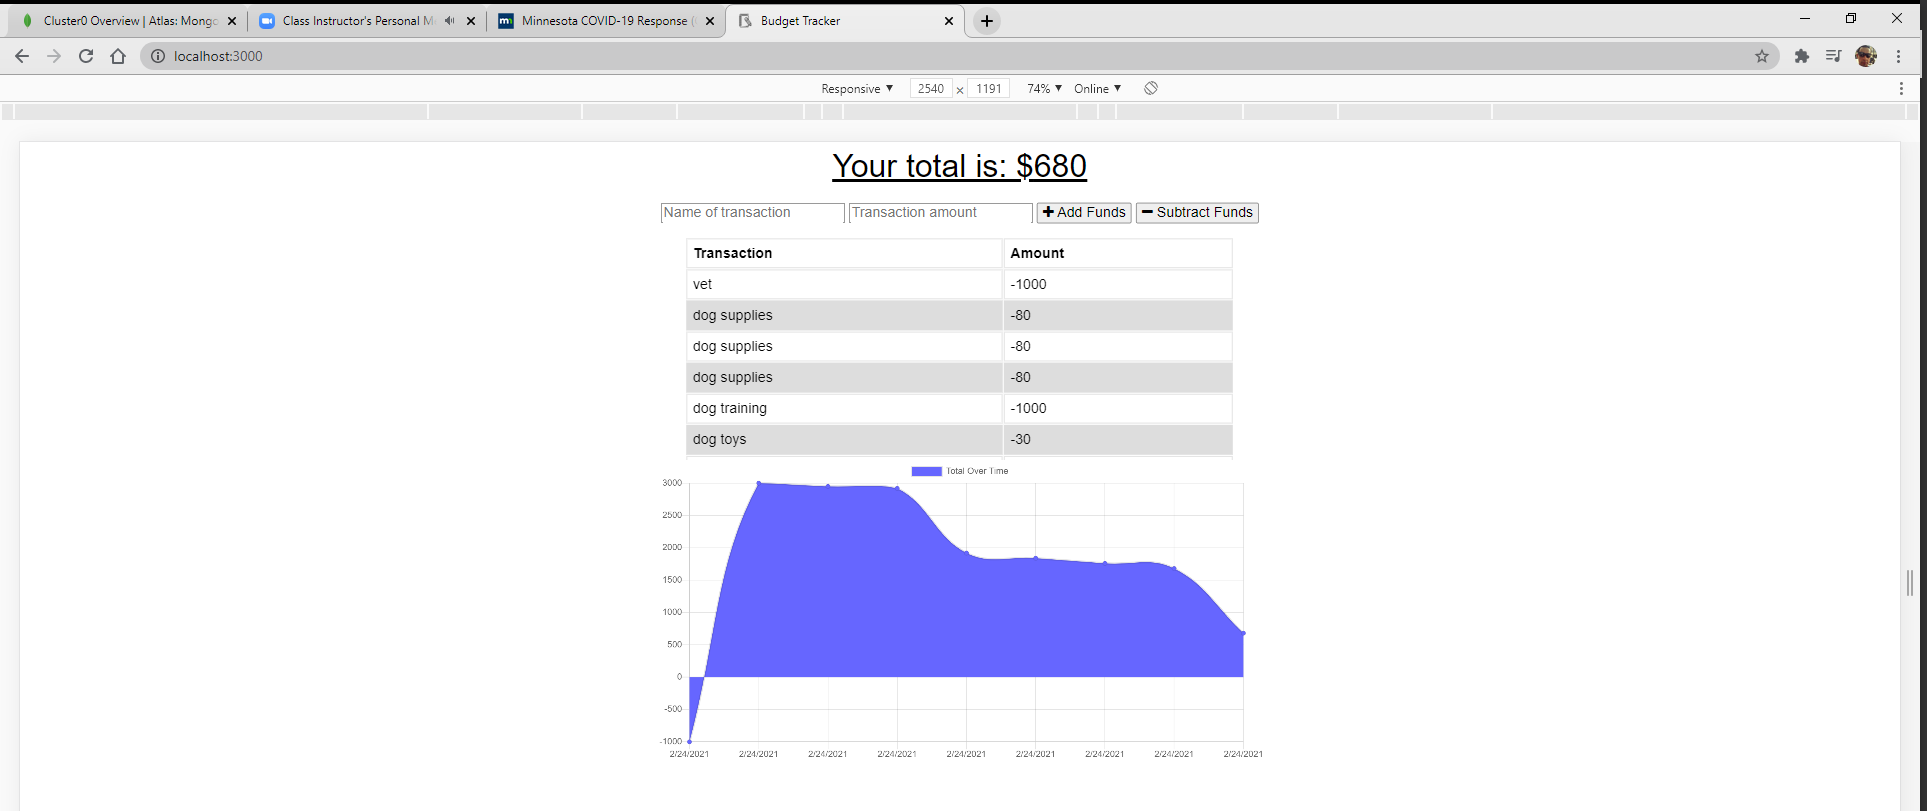 Cluster0 Overview | Atlas: Mongo
Class Instructor's Personal M
Minnesota COVID-19 Response (
Budget Tracker
localhost:3000
Responsive ▼ 2540 x 1191 74% ▼ Online ▼
Your total is: $680
Name of transaction Transaction amount + Add Funds - Subtract Funds
Transaction Amount
vet -1000
dog supplies -80
dog supplies -80
dog supplies -80
dog training -1000
dog toys -30
Total Over Time
3000
2500
2000
1500
1000
500
0
-500
-1000
2/24/2021 2/24/2021 2/24/2021 2/24/2021 2/24/2021 2/24/2021 2/24/2021 2/24/2021 2/24/2021